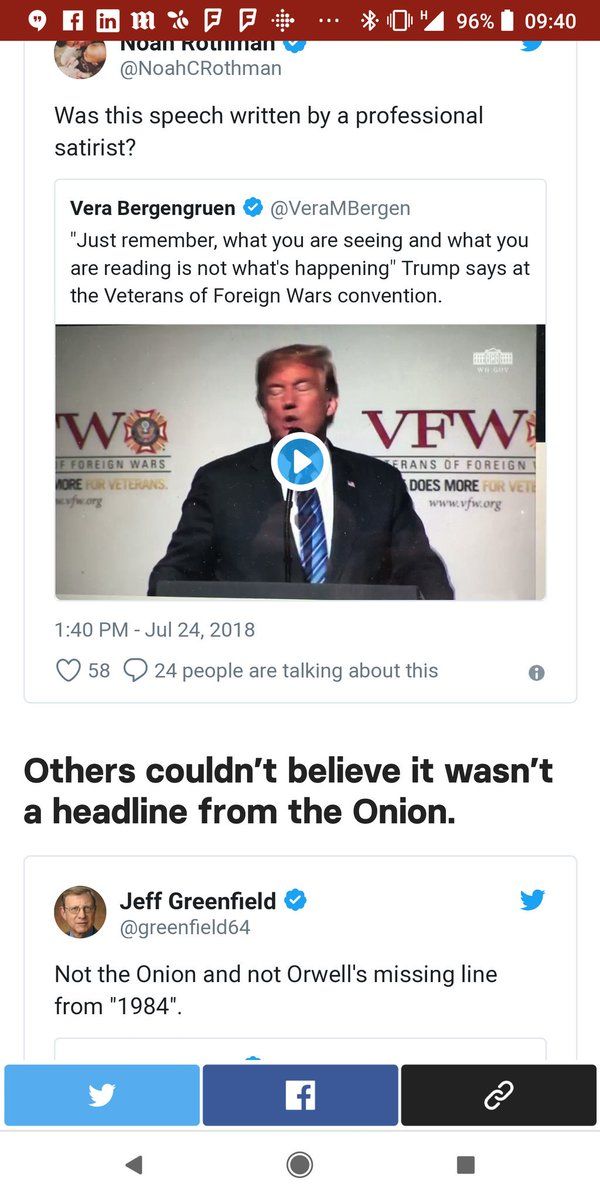 96% 09:40
Noah Rothman
@NoahCRothman
Was this speech written by a professional
satirist?
Vera Bergengruen @VeraMBergen
"Just remember, what you are seeing and what you
are reading is not what's happening" Trump says at
the Veterans of Foreign Wars convention.
WH.GOV
W VFW
F FOREIGN WARS ERANS OF FOREIGN
MORE FOR VETERANS. DOES MORE FOR VETE
w.vfw.org www.vfw.org
1:40 PM - Jul 24, 2018
58 24 people are talking about this
Others couldn’t believe it wasn’t
a headline from the Onion.
Jeff Greenfield
@greenfield64
Not the Onion and not Orwell's missing line
from "1984".